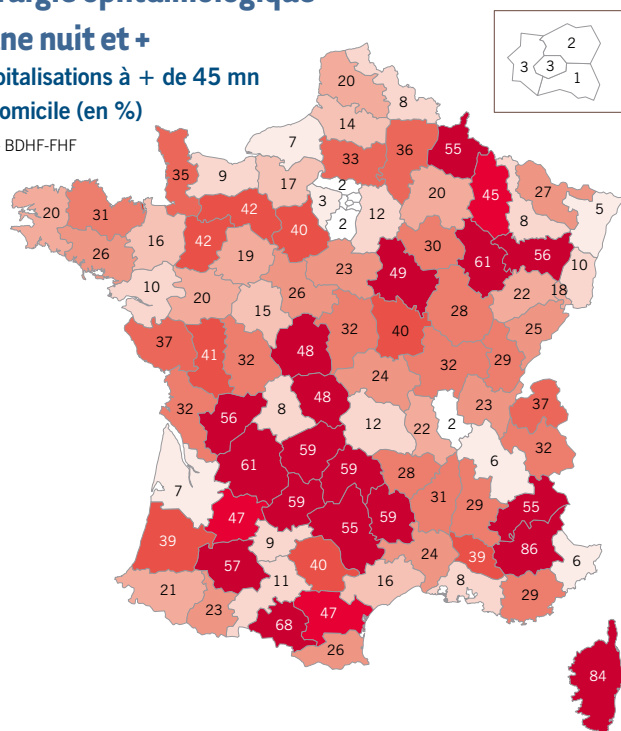 rurgie ophtalmologique
ne nuit et +
pitalisations à + de 45 mn
omicile (en %)
BDHF-FHF
2
3 3
1
20
8
14
7
33 36 55
35 9 17 2 20 45 27
3 12 8 5
20 31 42 2
26 16 42 40 30 61 56
19 23 49 10
10 20 26 28 22 18
15 32 40 25
37 41 32 48 24 32 29
32 56 8 48 12 22 2 23 37
61 59 59 28 6 32
7 47 59 55 59 31 29 55
39 9 24 39 86
57 11 40 16 8 6
21 23 68 47 29
26
84